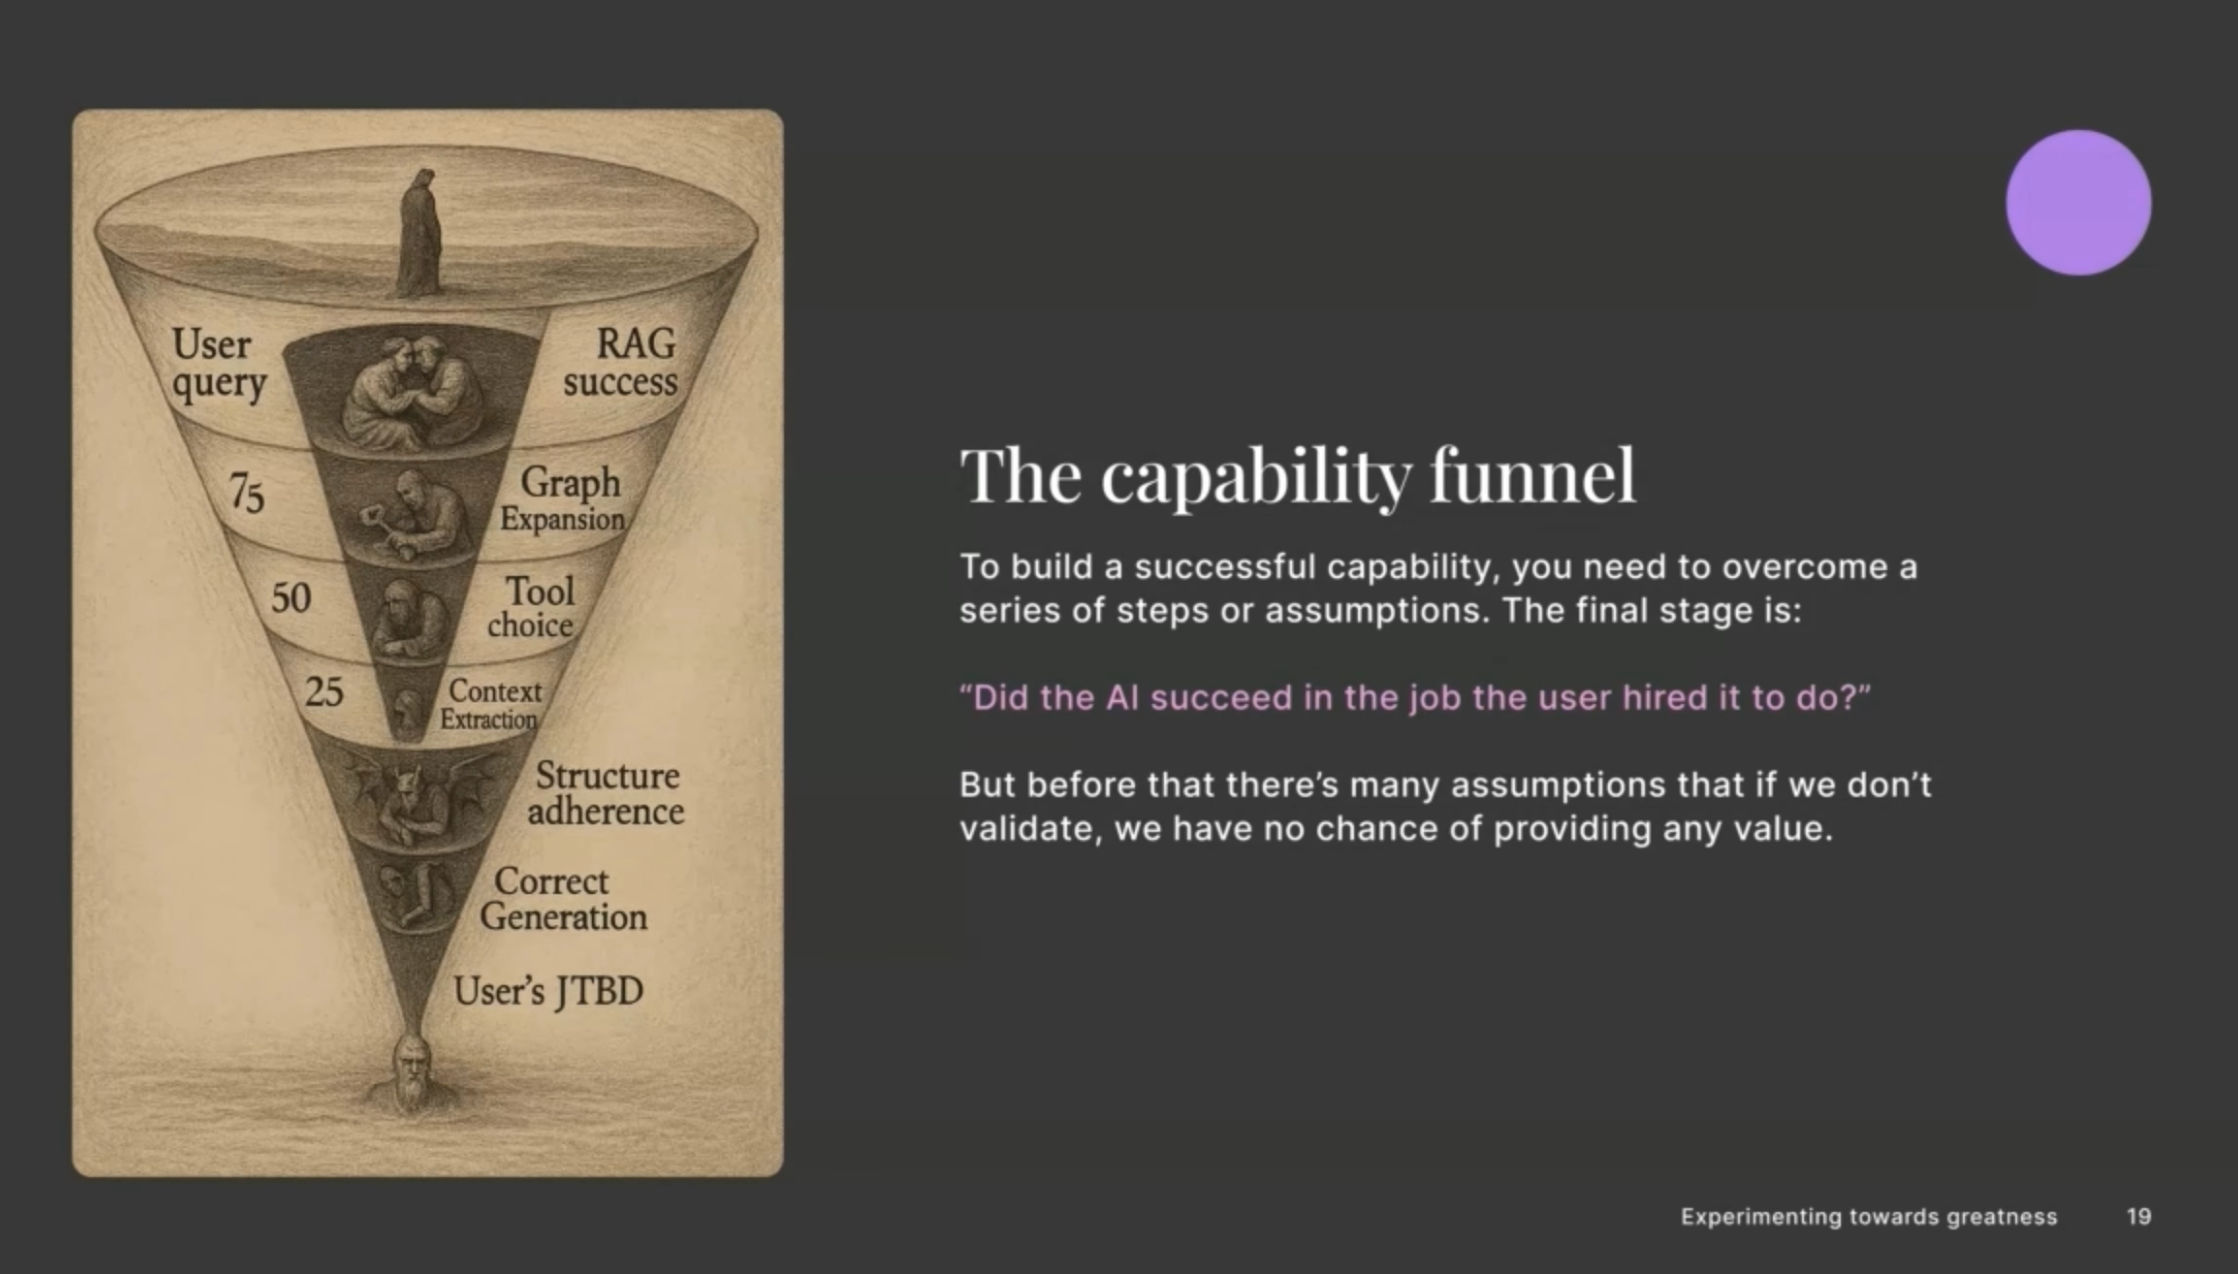 User
query
RAG
success
75
Graph
Expansion
50
Tool
choice
25
Context
Extraction
Structure
adherence
Correct
Generation
User’s JTBD
The capability funnel
To build a successful capability, you need to overcome a
series of steps or assumptions. The final stage is:
“Did the AI succeed in the job the user hired it to do?”
But before that there’s many assumptions that if we don’t
validate, we have no chance of providing any value.
Experimenting towards greatness
19